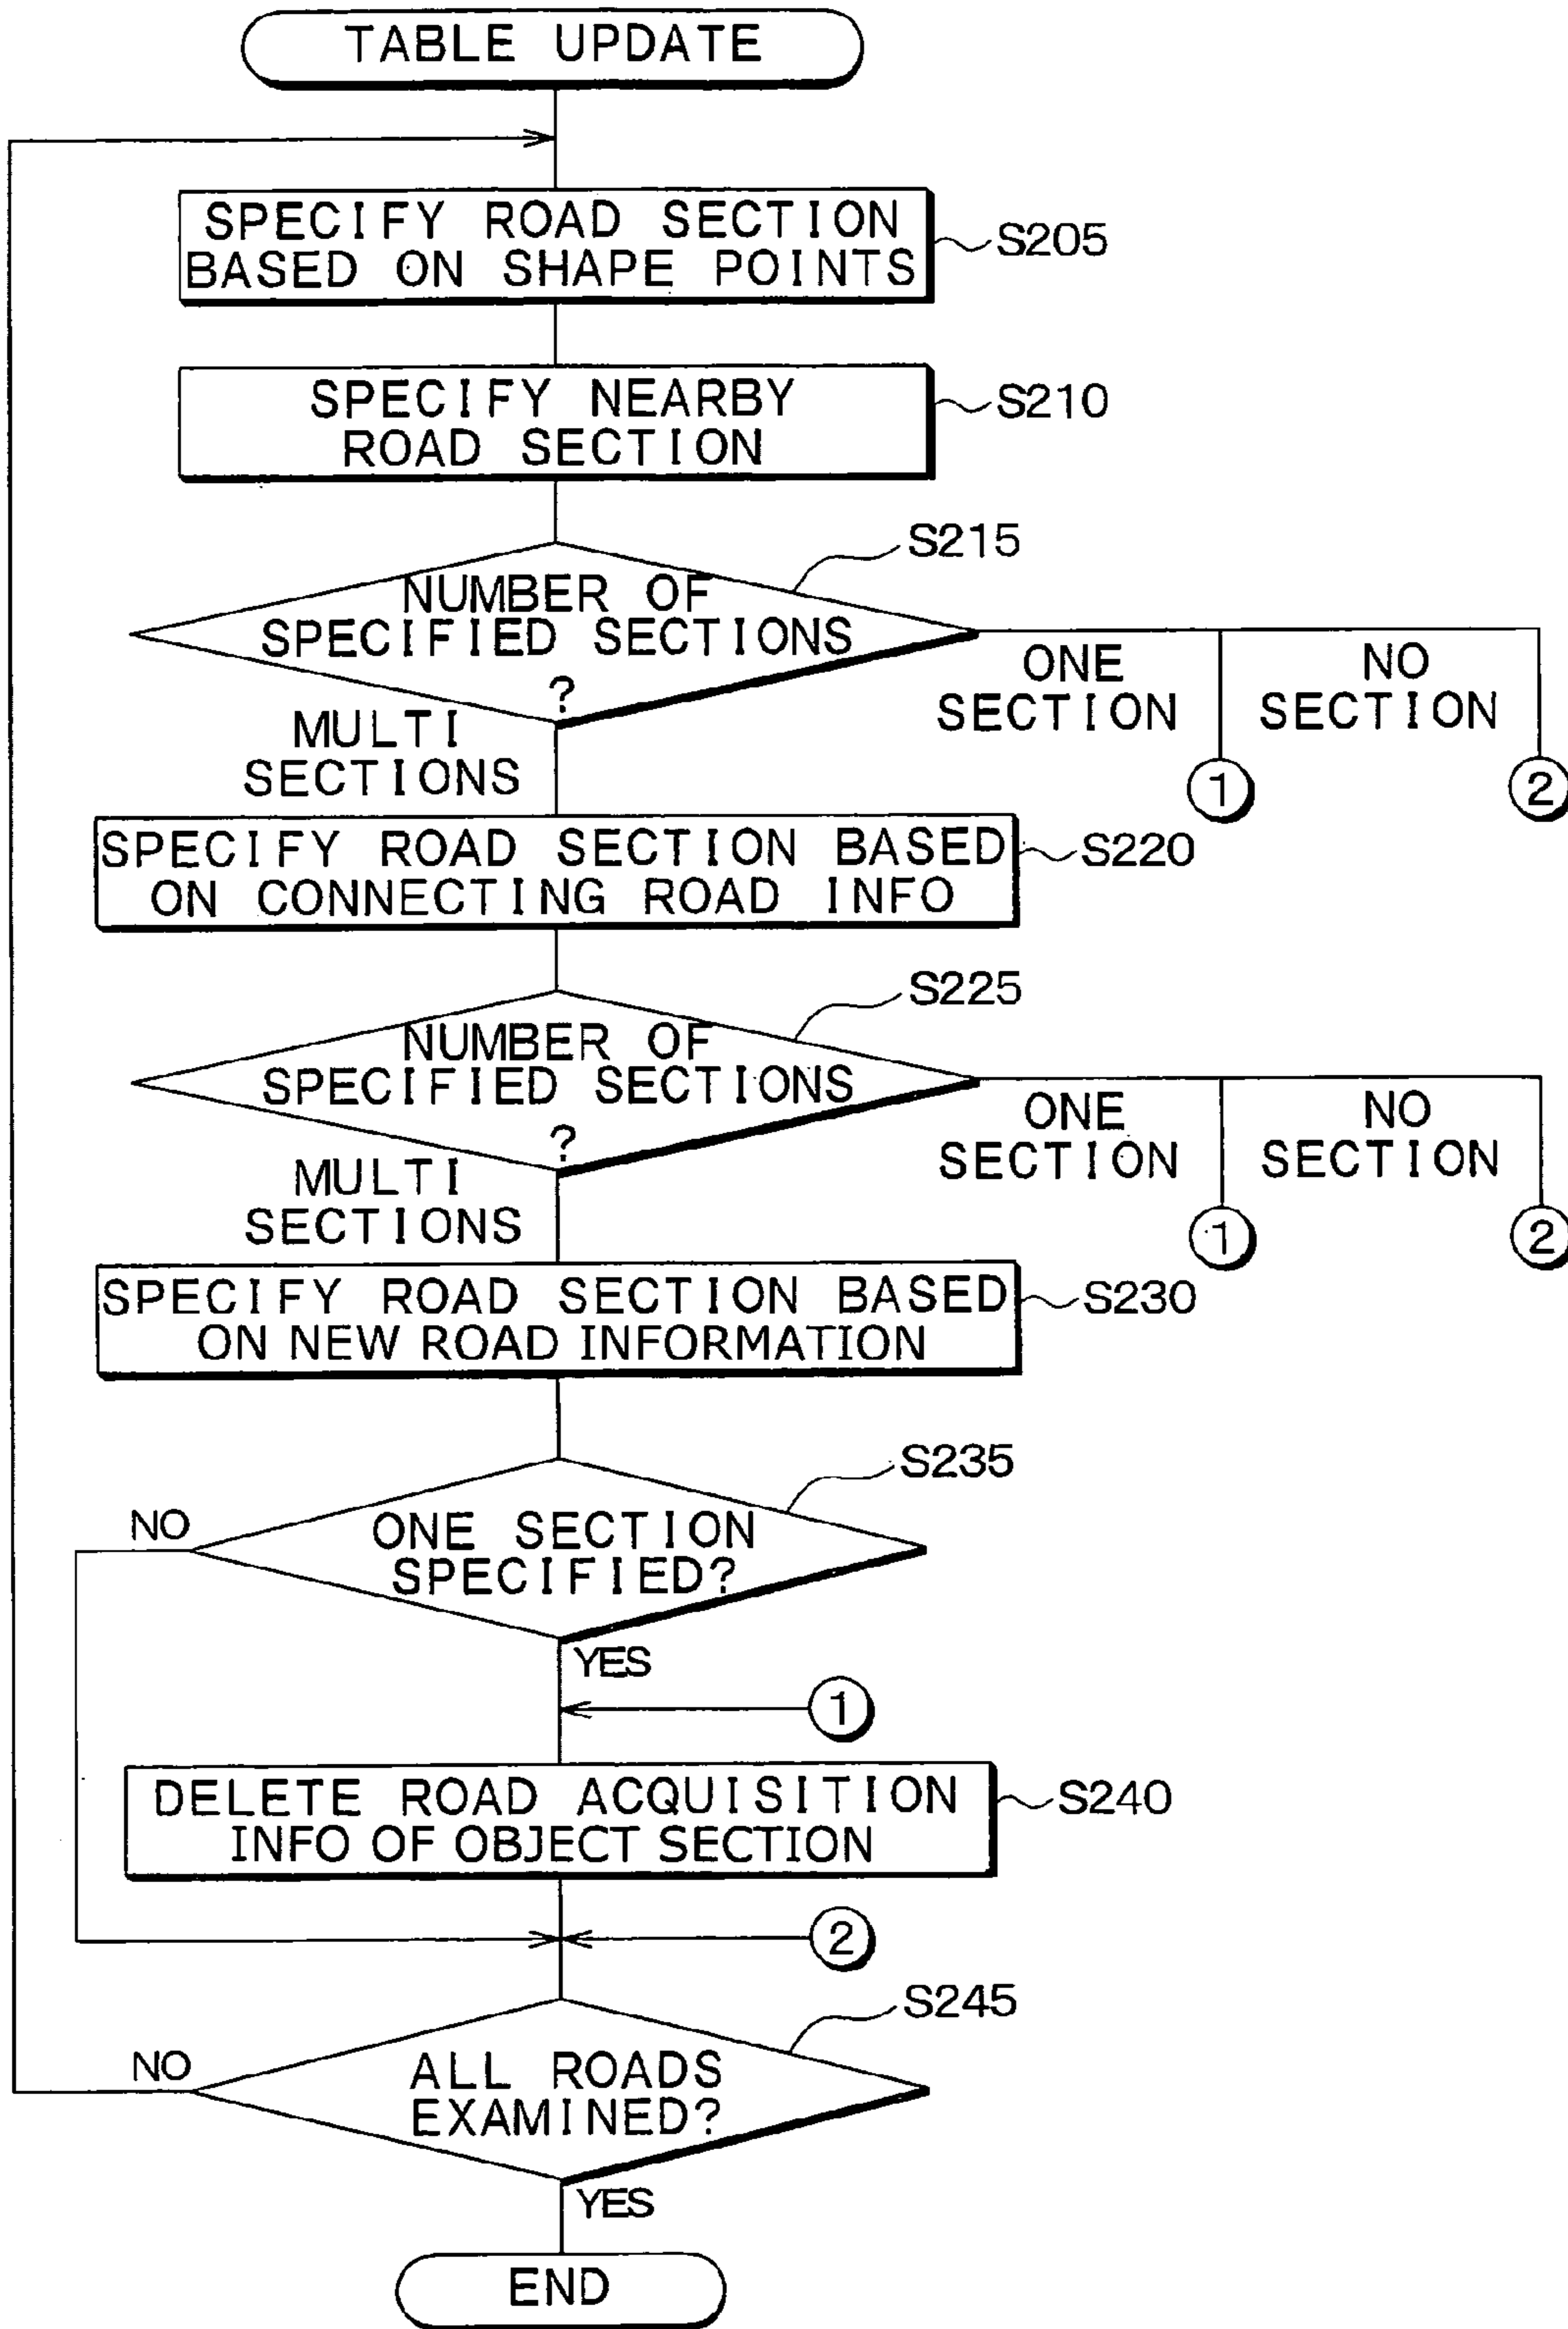 TABLE UPDATE
SPECIFY ROAD SECTION
BASED ON SHAPE POINTS
S205
SPECIFY NEARBY
ROAD SECTION
S210
S215
NUMBER OF
SPECIFIED SECTIONS
?
ONE
SECTION
NO
SECTION
MULTI
SECTIONS
1
2
SPECIFY ROAD SECTION BASED
ON CONNECTING ROAD INFO
S220
S225
NUMBER OF
SPECIFIED SECTIONS
?
ONE
SECTION
NO
SECTION
MULTI
SECTIONS
1
2
SPECIFY ROAD SECTION BASED
ON NEW ROAD INFORMATION
S230
S235
NO
ONE SECTION
SPECIFIED?
YES
1
DELETE ROAD ACQUISITION
INFO OF OBJECT SECTION
S240
2
S245
NO
ALL ROADS
EXAMINED?
YES
END